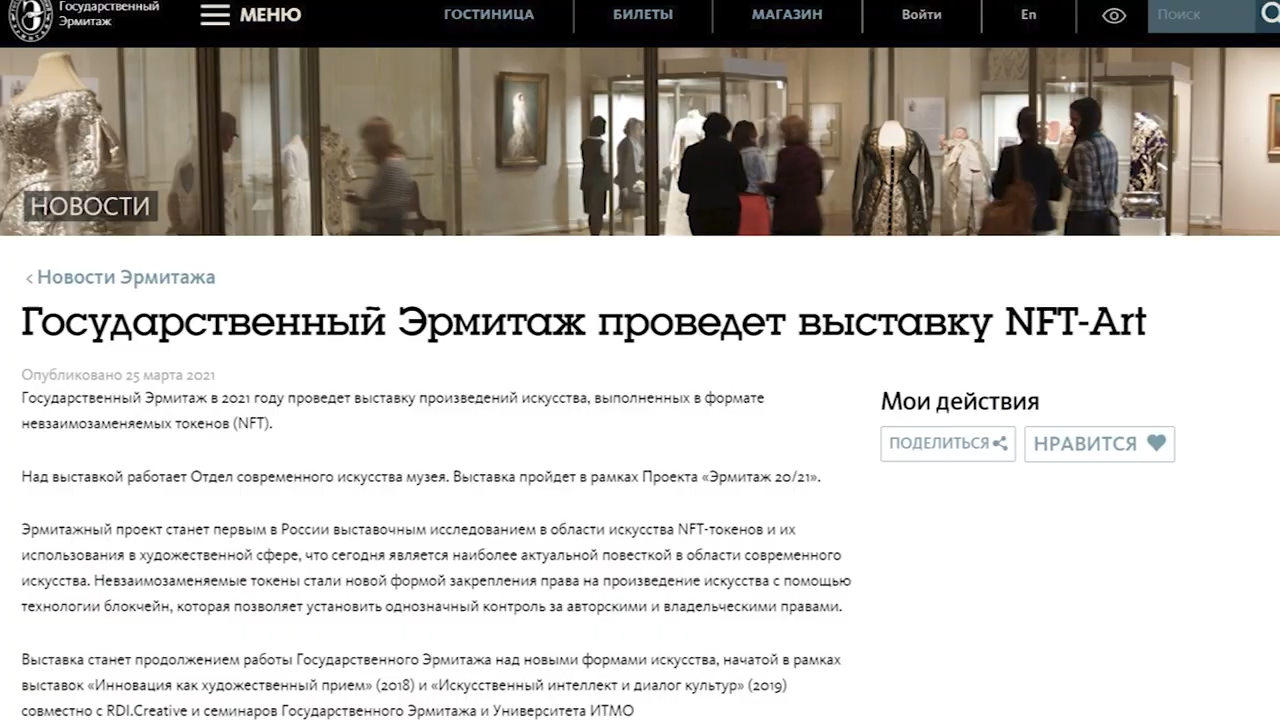 Государственный
Эрмитаж
МЕНЮ
ГОСТИНИЦА
БИЛЕТЫ
МАГАЗИН
Войти
En
Поиск
НОВОСТИ
‹ Новости Эрмитажа
Государственный Эрмитаж проведет выставку NFT-Art
Опубликовано 25 марта 2021
Государственный Эрмитаж в 2021 году проведет выставку произведений искусства, выполненных в формате
невзаимозаменяемых токенов (NFT).
Над выставкой работает Отдел современного искусства музея. Выставка пройдет в рамках Проекта «Эрмитаж 20/21».
Эрмитажный проект станет первым в России выставочным исследованием в области искусства NFT-токенов и их
использования в художественной сфере, что сегодня является наиболее актуальной повесткой в области современного
искусства. Невзаимозаменяемые токены стали новой формой закрепления права на произведение искусства с помощью
технологии блокчейн, которая позволяет установить однозначный контроль за авторскими и владельческими правами.
Выставка станет продолжением работы Государственного Эрмитажа над новыми формами искусства, начатой в рамках
выставок «Инновация как художественный прием» (2018) и «Искусственный интеллект и диалог культур» (2019)
совместно с RDI.Creative и семинаров Государственного Эрмитажа и Университета ИТМО
Мои действия
ПОДЕЛИТЬСЯ
НРАВИТСЯ